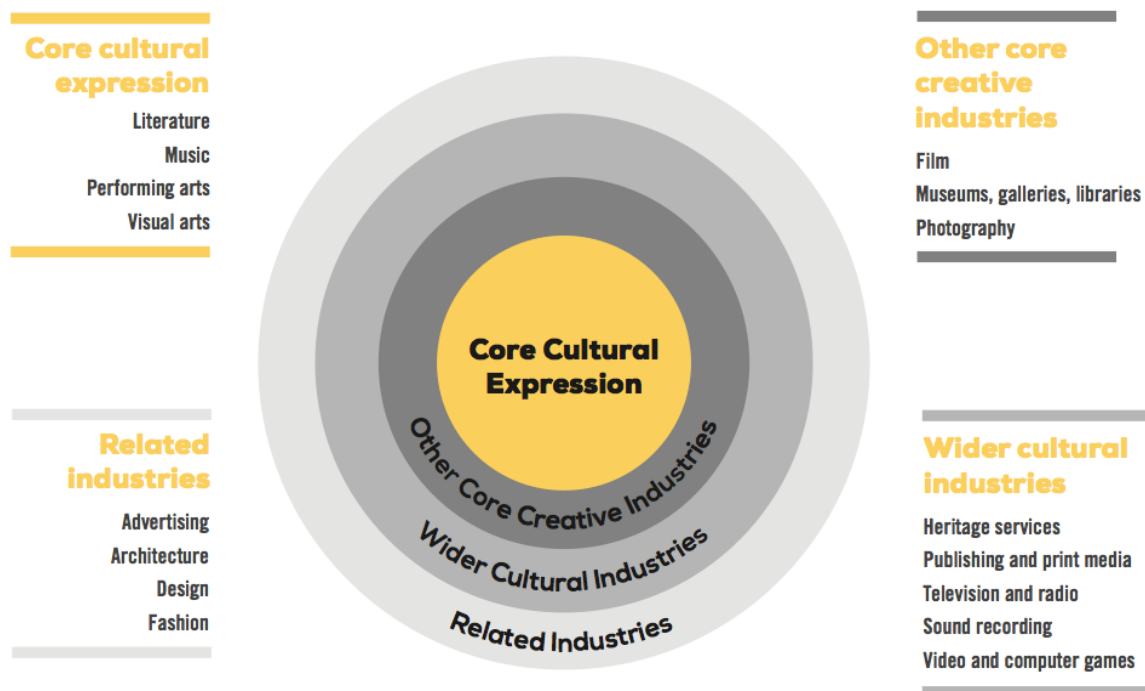 Core cultural
expression
Literature
Music
Performing arts
Visual arts
Other core
creative
industries
Film
Museums, galleries, libraries
Photography
Core Cultural
Expression
Other Core Creative Industries
Wider Cultural Industries
Related Industries
Related
industries
Advertising
Architecture
Design
Fashion
Wider cultural
industries
Heritage services
Publishing and print media
Television and radio
Sound recording
Video and computer games